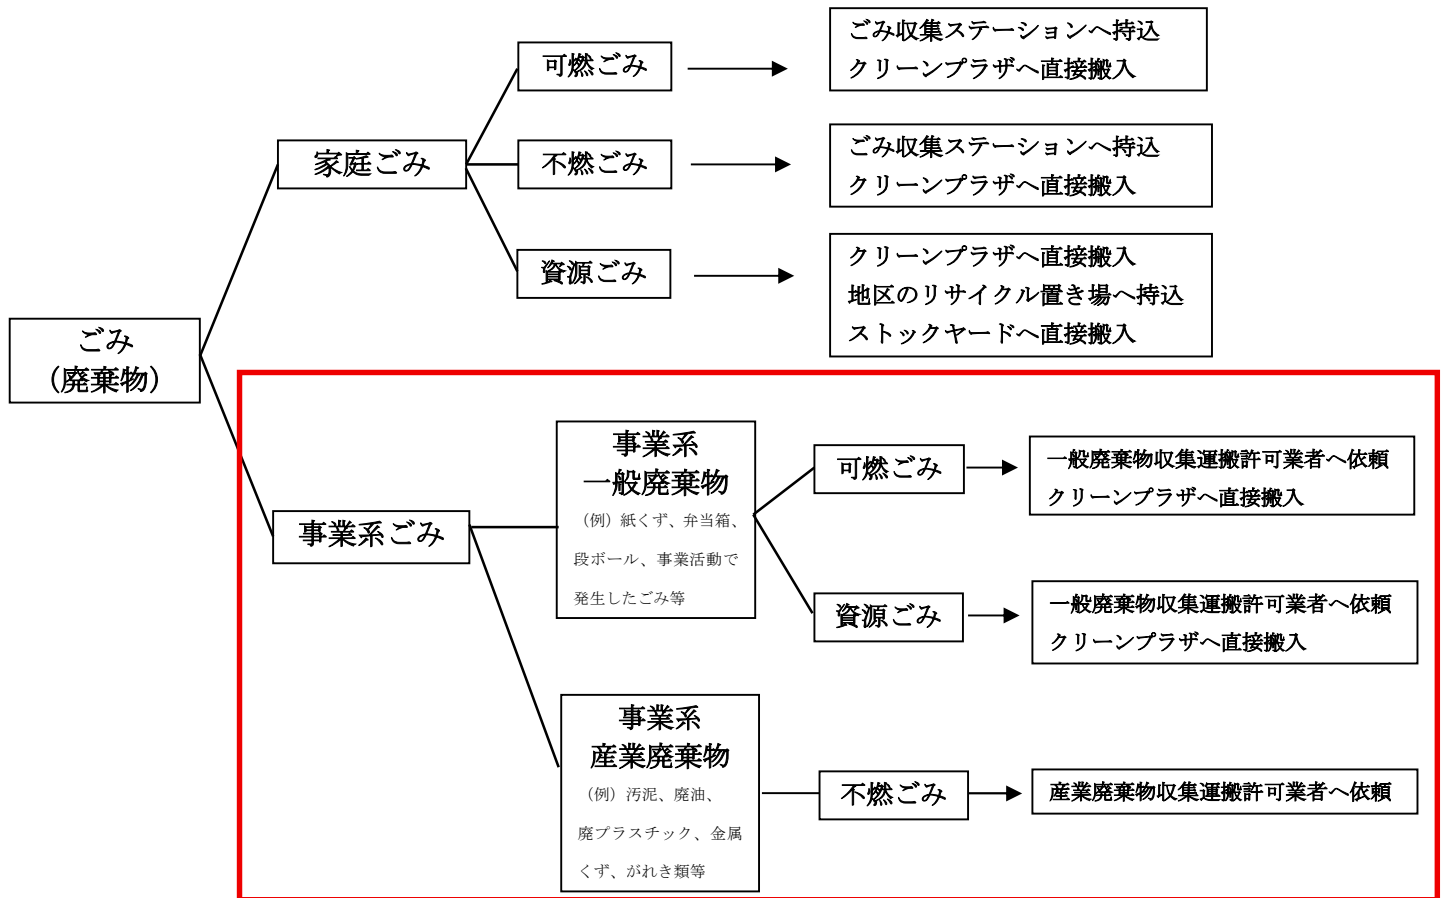 ごみ
(廃棄物)
家庭ごみ
可燃ごみ
ごみ収集ステーションへ持込
クリーンプラザへ直接搬入
不燃ごみ
ごみ収集ステーションへ持込
クリーンプラザへ直接搬入
資源ごみ
クリーンプラザへ直接搬入
地区のリサイクル置き場へ持込
ストックヤードへ直接搬入
事業系ごみ
事業系
一般廃棄物
（例）紙くず、弁当箱、
段ボール、事業活動で
発生したごみ等
可燃ごみ
一般廃棄物収集運搬許可業者へ依頼
クリーンプラザへ直接搬入
資源ごみ
一般廃棄物収集運搬許可業者へ依頼
クリーンプラザへ直接搬入
事業系
産業廃棄物
（例）汚泥、廃油、
廃プラスチック、金属
くず、がれき類等
不燃ごみ
産業廃棄物収集運搬許可業者へ依頼